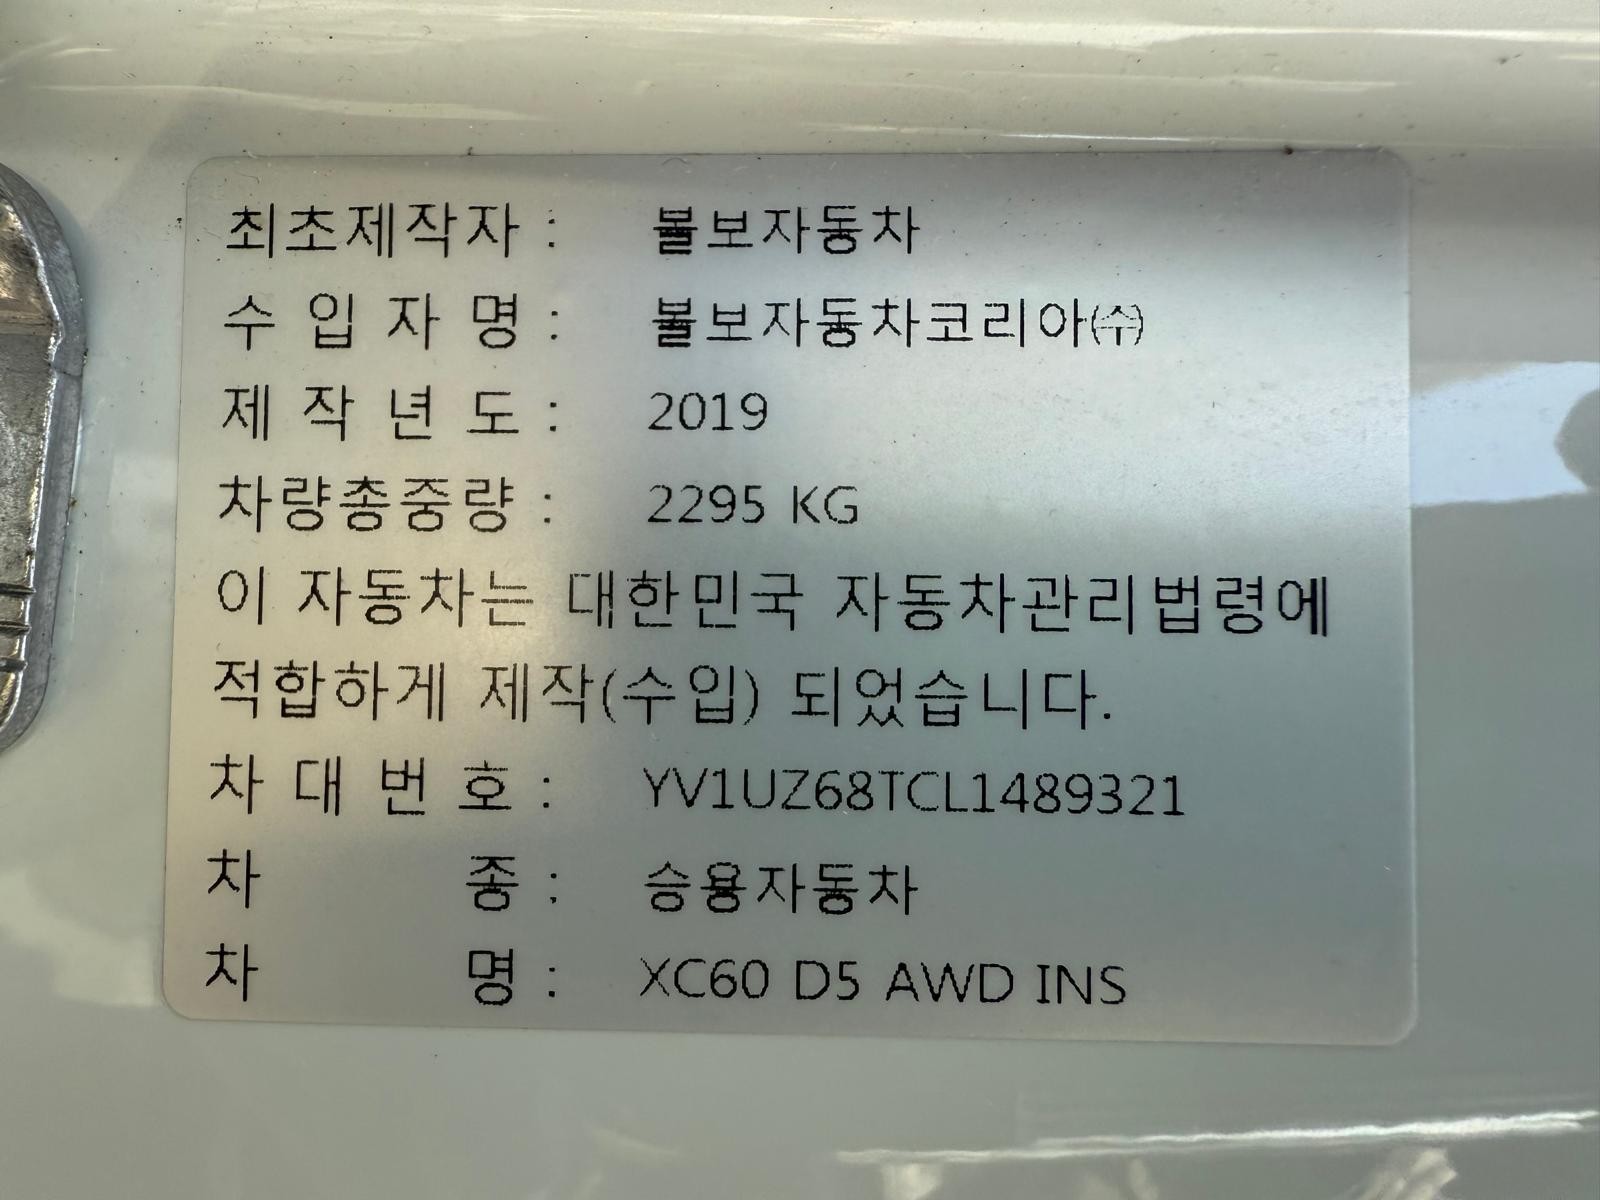 최초제작자 : 볼보자동차
수 입 자 명 : 볼보자동차코리아㈜
제 작 년 도 : 2019
차량총중량 : 2295 KG
이 자동차는 대한민국 자동차관리법령에
적합하게 제작(수입) 되었습니다.
차 대 번 호 : YV1UZ68TCL1489321
차 종 : 승용자동차
차 명 : XC60 D5 AWD INS